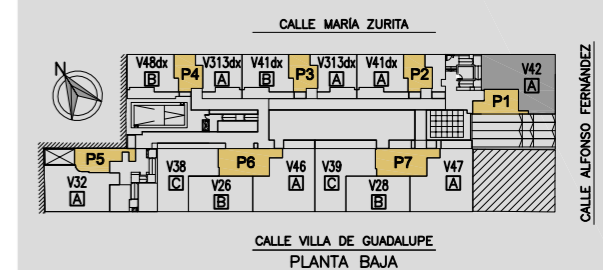 CALLE MARÍA ZURITA
N
V48dx V313dx V41dx V313dx V41dx V42
B A B A A A
P4 P3 P2 P1
CALLE ALFONSO FERNÁNDEZ
P5 P6 P7
V32 V38 V46 V39 V47
A C A C A
V26 V28
B B
CALLE VILLA DE GUADALUPE
PLANTA BAJA